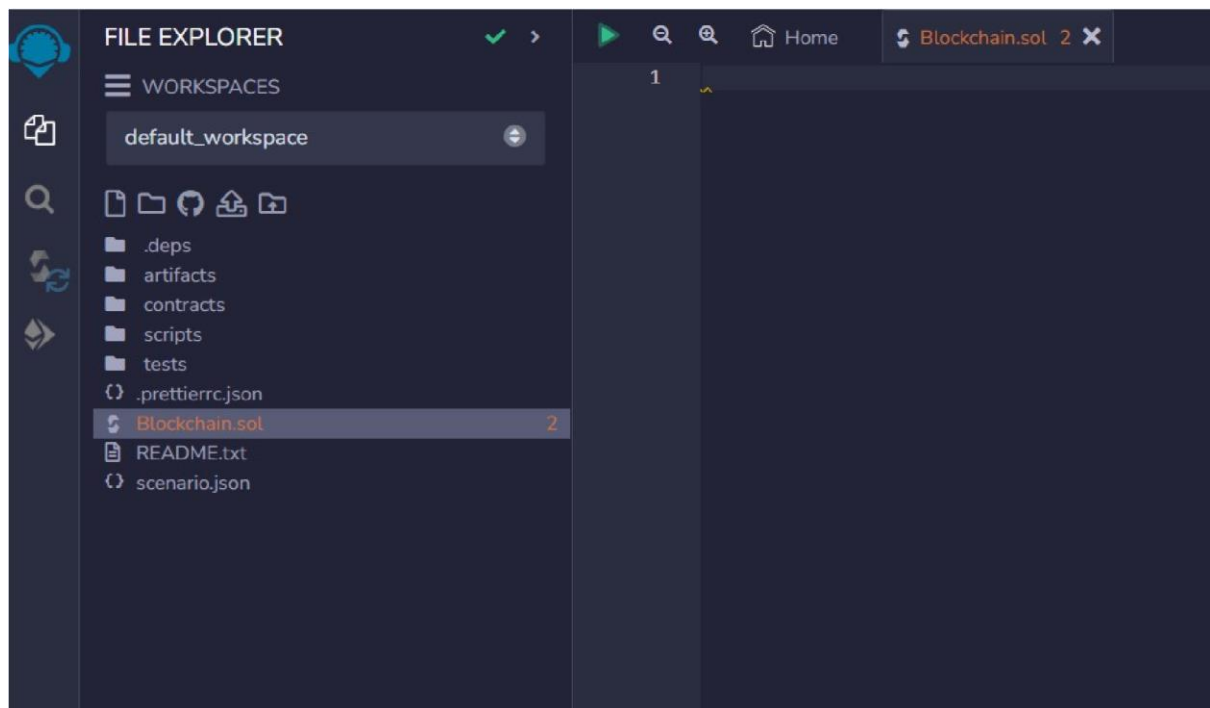 FILE EXPLORER
WORKSPACES
default_workspace
.deps
artifacts
contracts
scripts
tests
{} .prettierrc.json
Blockchain.sol 2
README.txt
{} scenario.json
Home
Blockchain.sol 2
1